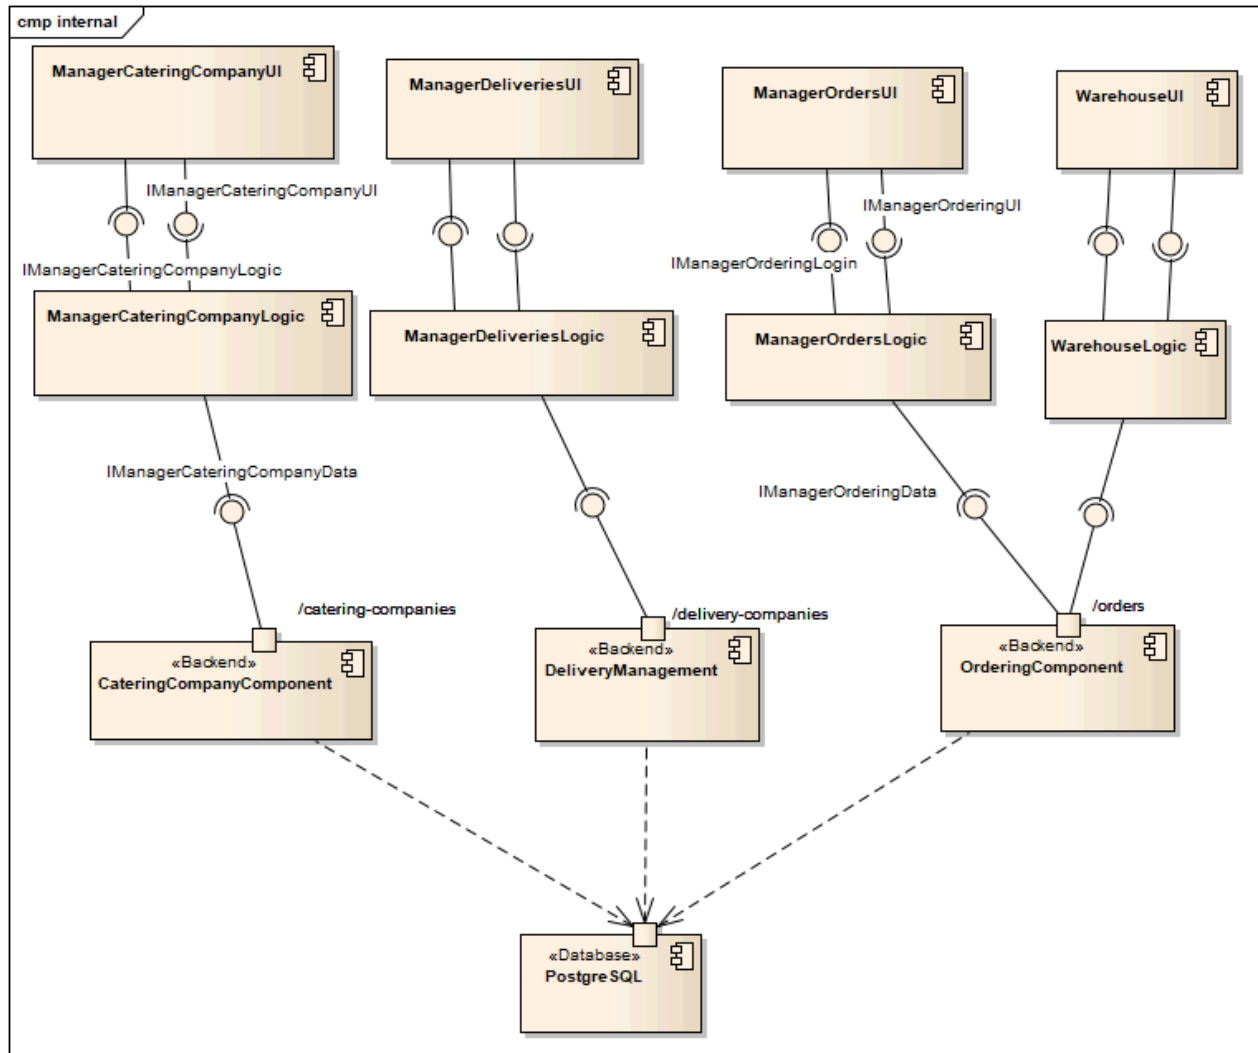 cmp internal
ManagerCateringCompanyUI
ManagerDeliveriesUI
ManagerOrdersUI
WarehouseUI
IManagerCateringCompanyUI
IManagerOrderingUI
IManagerCateringCompanyLogic
IManagerOrderingLogin
ManagerCateringCompanyLogic
ManagerDeliveriesLogic
ManagerOrdersLogic
WarehouseLogic
IManagerCateringCompanyData
IManagerOrderingData
/catering-companies
/delivery-companies
/orders
«Backend»
CateringCompanyComponent
«Backend»
DeliveryManagement
«Backend»
OrderingComponent
«Database»
PostgreSQL